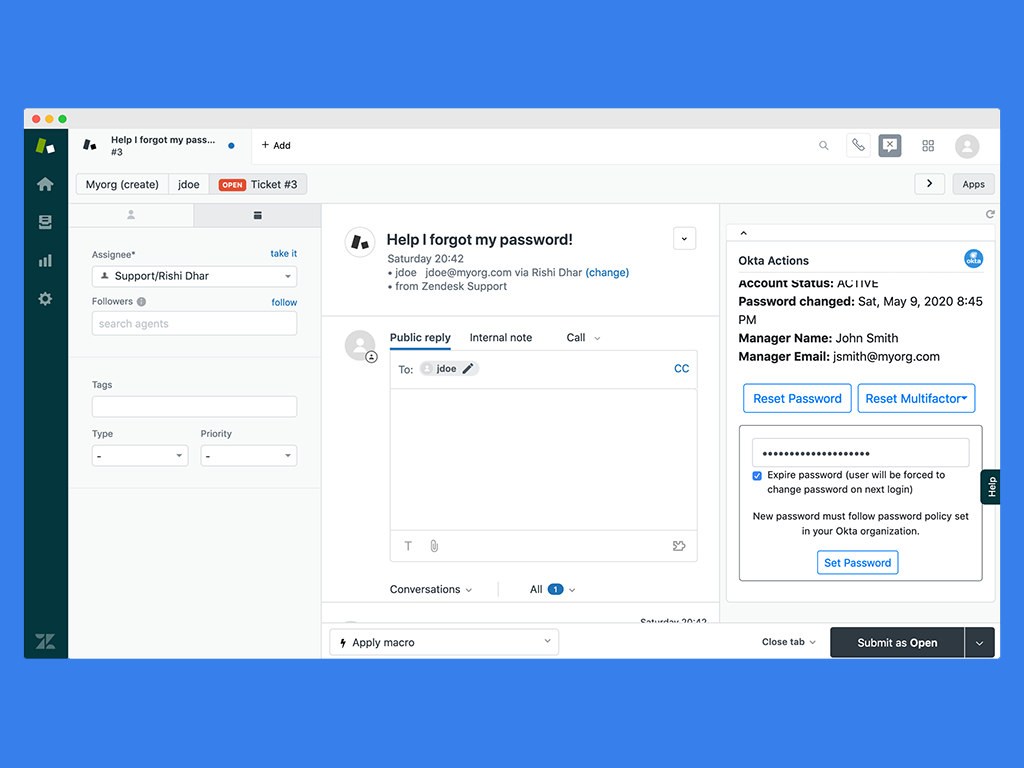 Help I forgot my pass...
#3
+ Add
Myorg (create)
jdoe
OPEN Ticket #3
Apps
Assignee*
take it
Support/Rishi Dhar
Followers
follow
search agents
Tags
Type
Priority
-
-
Help I forgot my password!
Saturday 20:42
• jdoe jdoe@myorg.com via Rishi Dhar (change)
• from Zendesk Support
Public reply
Internal note
Call
To: jdoe
CC
T
Conversations
All 1
Saturday 20:42
Apply macro
Close tab
Submit as Open
Okta Actions
okta
Account Status: ACTIVE
Password changed: Sat, May 9, 2020 8:45
PM
Manager Name: John Smith
Manager Email: jsmith@myorg.com
Reset Password
Reset Multifactor
Expire password (user will be forced to
change password on next login)
New password must follow password policy set
in your Okta organization.
Set Password
Help